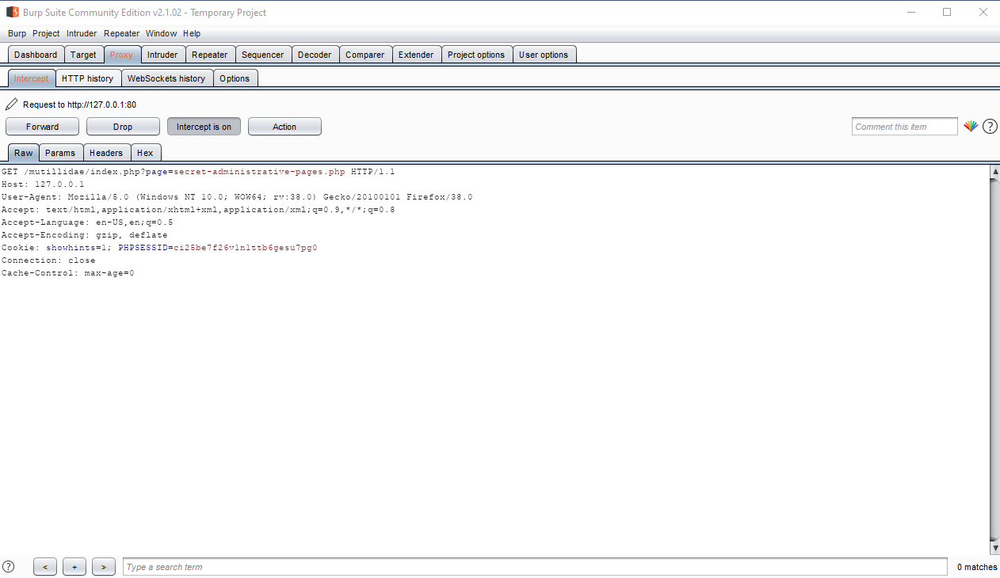 Burp Suite Community Edition v2.1.02 - Temporary Project
Burp Project Intruder Repeater Window Help
Dashboard Target Proxy Intruder Repeater Sequencer Decoder Comparer Extender Project options User options
Intercept HTTP history WebSockets history Options
Request to http://127.0.0.1:80
Forward Drop Intercept is on Action Comment this item ?
Raw Params Headers Hex
GET /mutillidae/index.php?page=secret-administrative-pages.php HTTP/1.1
Host: 127.0.0.1
User-Agent: Mozilla/5.0 (Windows NT 10.0; WOW64; rv:38.0) Gecko/20100101 Firefox/38.0
Accept: text/html,application/xhtml+xml,application/xml;q=0.9,*/*;q=0.8
Accept-Language: en-US,en;q=0.5
Accept-Encoding: gzip, deflate
Cookie: showhints=1; PHPSESSID=ci25be7f26v1n1ttb6gesu7pg0
Connection: close
Cache-Control: max-age=0
? < + > Type a search term 0 matches